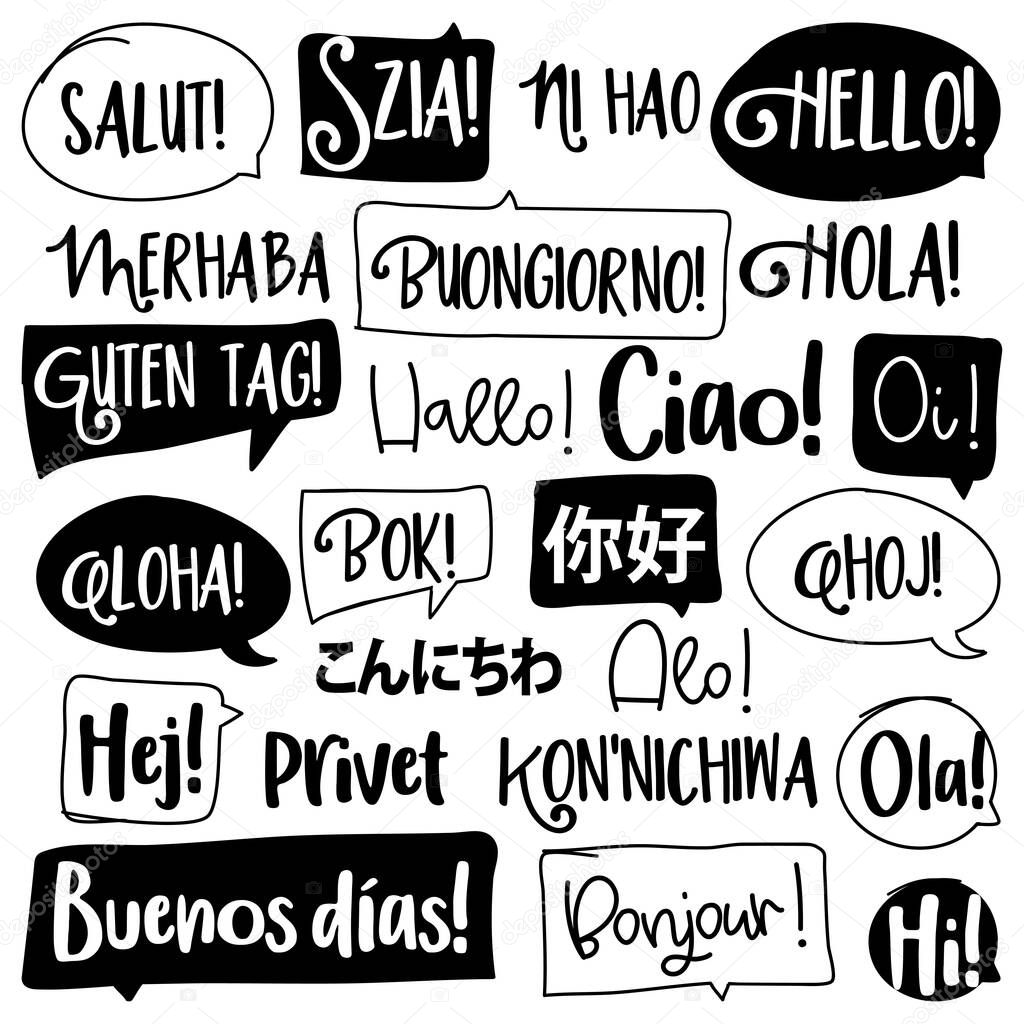 SALUT!
SZIA!
NI HAO
HELLO!
MERHABA
BUONGIORNO!
HOLA!
GUTEN TAG!
Hallo!
Ciao!
Oi!
ALOHA!
BOK!
你好
AHOJ!
こんにちわ
Alo!
Hej!
Privet
KON'NICHIWA
Ola!
Buenos días!
Bonjour!
Hi!